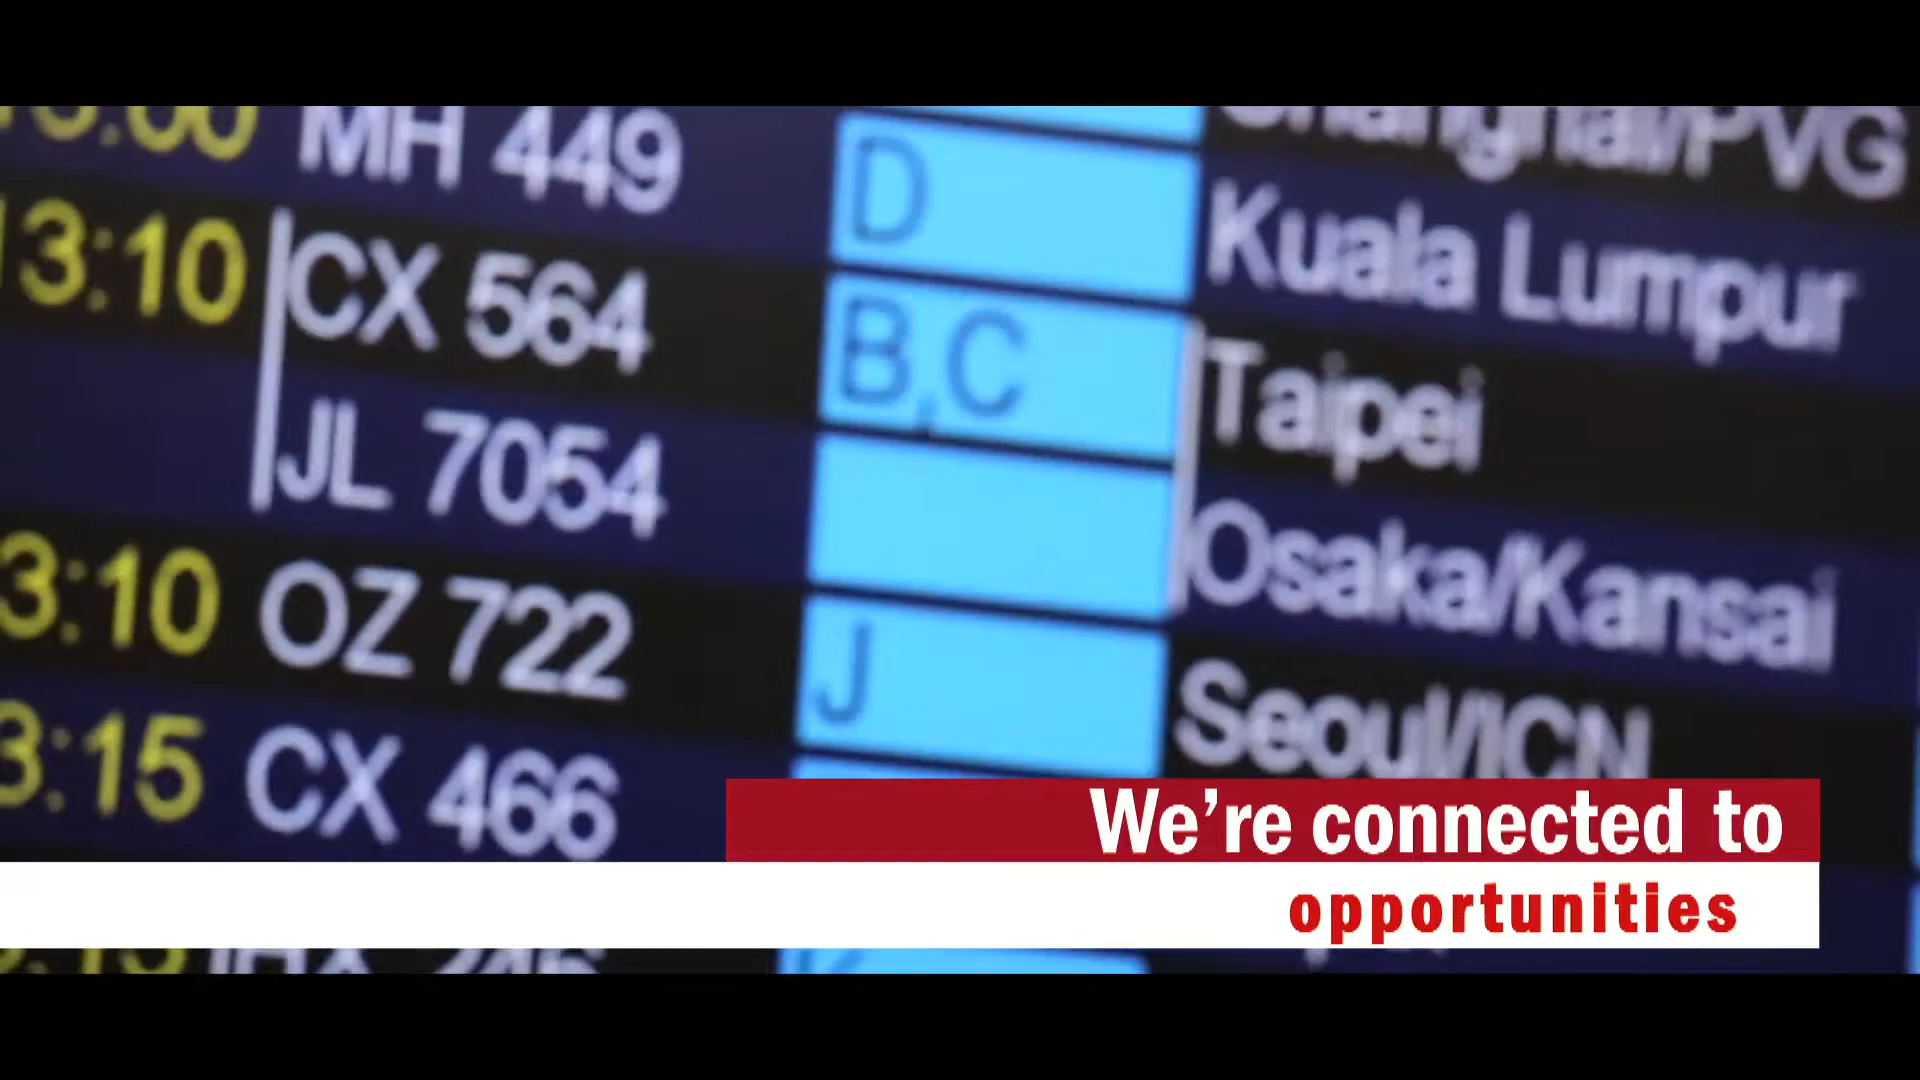 MH 449 D Kuala Lumpur
13:10 CX 564 B,C Taipei
JL 7054 Osaka/Kansai
3:10 OZ 722 J Seoul/ICN
3:15 CX 466
We're connected to
opportunities